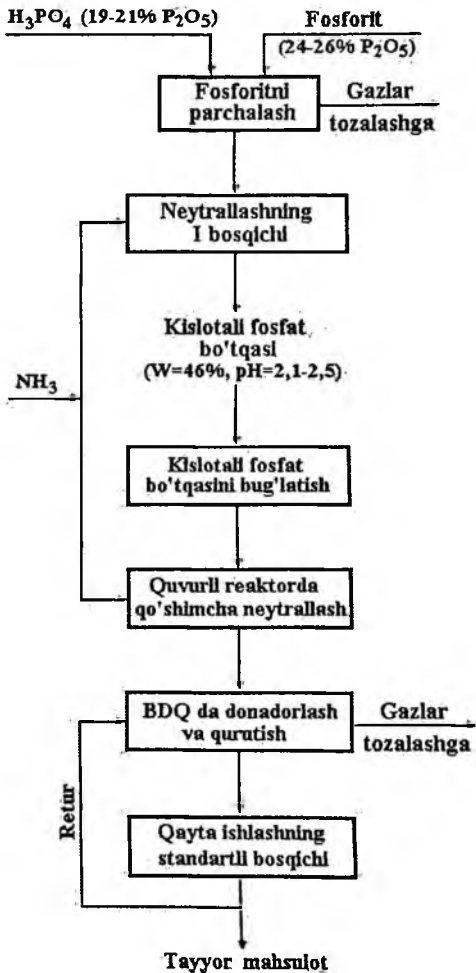 H₃PO₄ (19-21% P₂O₅)
Fosforit
(24-26% P₂O₅)
Fosforitni
parchalash
Gazlar
tozalashga
Neytrallashning
I bosqichi
Kislotali fosfat
bo'tqasi
(W=46%, pH=2,1-2,5)
NH₃
Kislotali fosfat
bo'tqasini bug'latish
Quvurli reaktorda
qo'shimcha neytrallash
BDQ da donadorlash
va qurutish
Gazlar
tozalashga
Retur
Qayta ishlashning
standartli bosqichi
Tayyor mahsulot